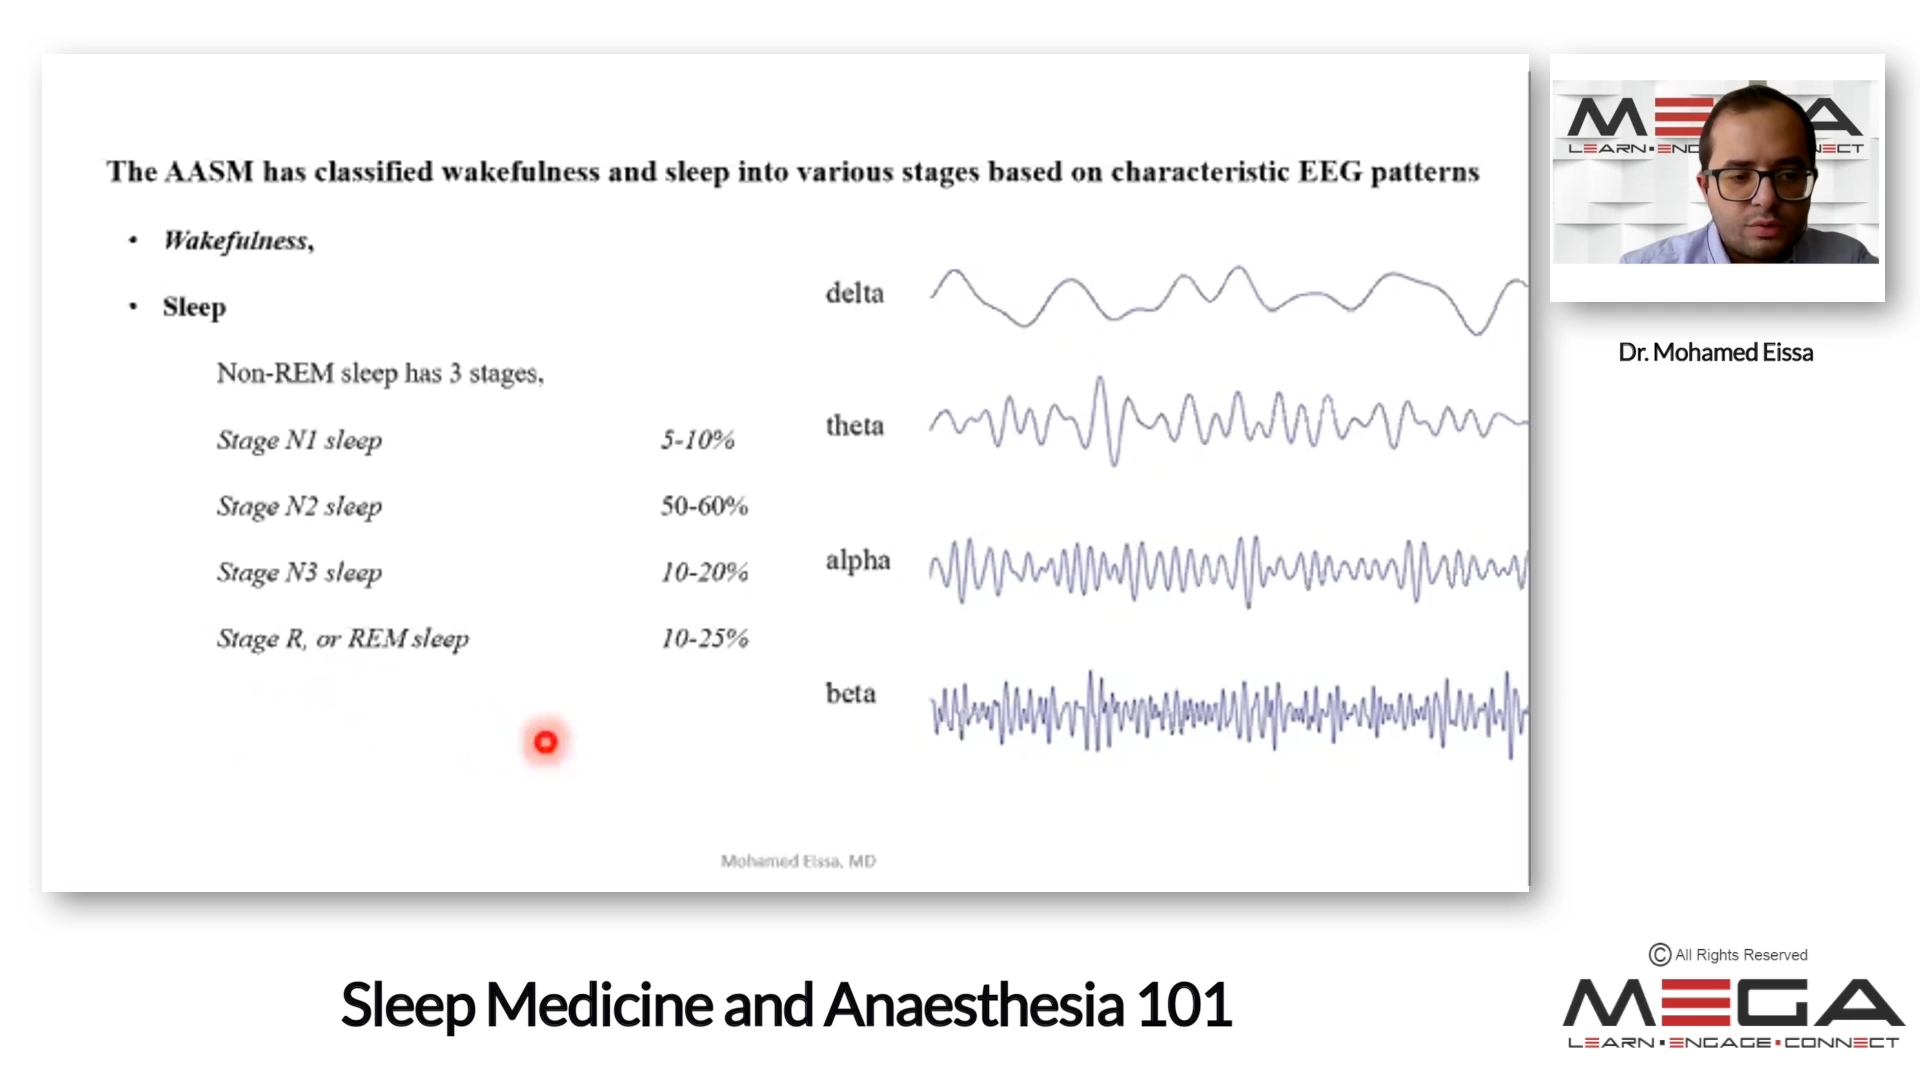 The AASM has classified wakefulness and sleep into various stages based on characteristic EEG patterns
• Wakefulness,
• Sleep
Non-REM sleep has 3 stages,
Stage N1 sleep 5-10%
Stage N2 sleep 50-60%
Stage N3 sleep 10-20%
Stage R, or REM sleep 10-25%
delta
theta
alpha
beta
Mohamed Eissa, MD
Dr. Mohamed Eissa
Sleep Medicine and Anaesthesia 101
© All Rights Reserved
MEGA
LEARN • ENGAGE • CONNECT